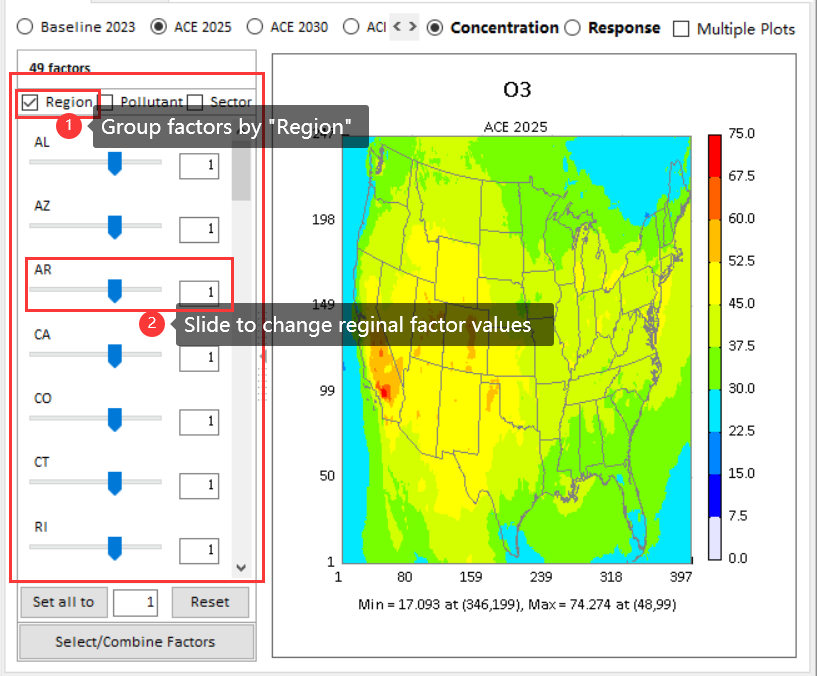 Baseline 2023 ACE 2025 ACE 2030 ACI < > Concentration Response Multiple Plots
49 factors
Region Pollutant Sector
1 Group factors by "Region"
AL
1
AZ
1
AR
1
2 Slide to change reginal factor values
CA
1
CO
1
CT
1
RI
1
Set all to 1 Reset
Select/Combine Factors
O3
ACE 2025
247
198
149
99
50
1
1 80 159 239 318 397
75.0
67.5
60.0
52.5
45.0
37.5
30.0
22.5
15.0
7.5
0.0
Min = 17.093 at (346,199), Max = 74.274 at (48,99)